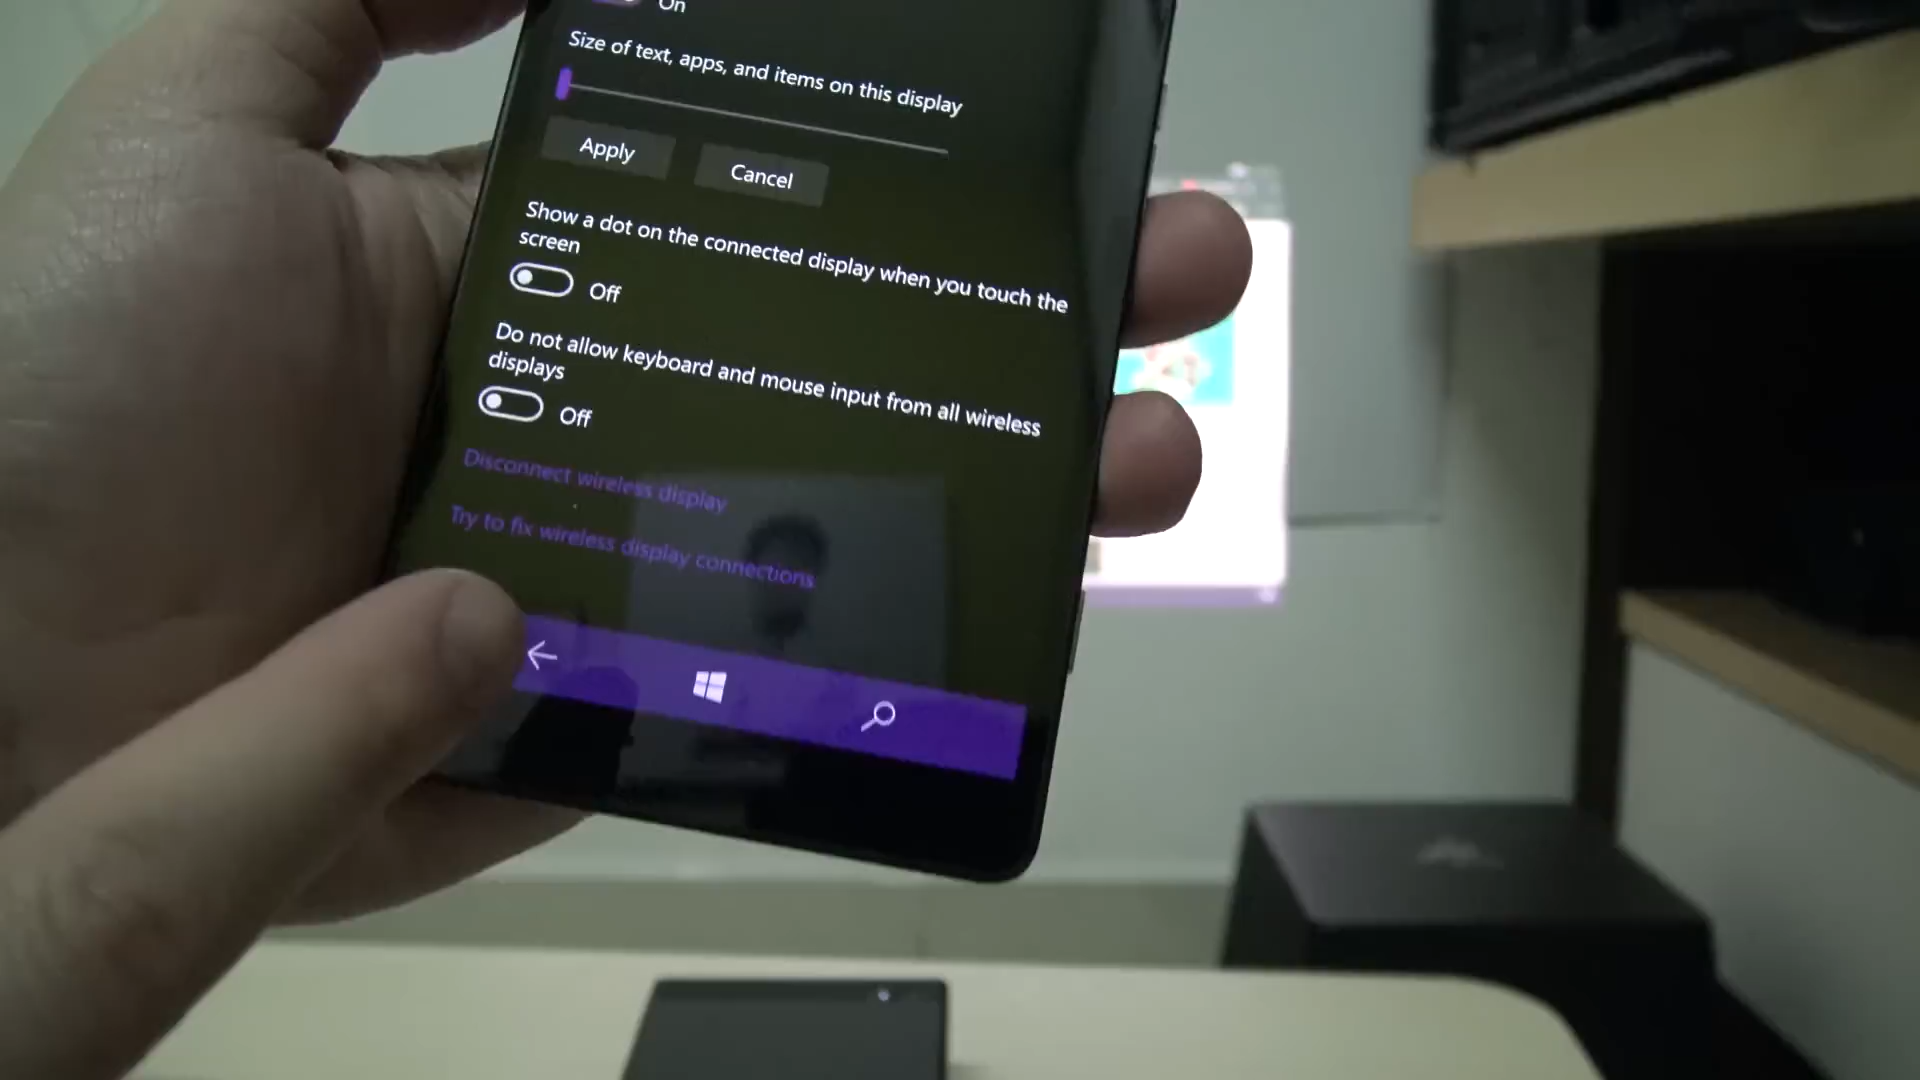 On
Size of text, apps, and items on this display
Apply
Cancel
Show a dot on the connected display when you touch the
screen
Off
Do not allow keyboard and mouse input from all wireless
displays
Off
Disconnect wireless display
Try to fix wireless display connections